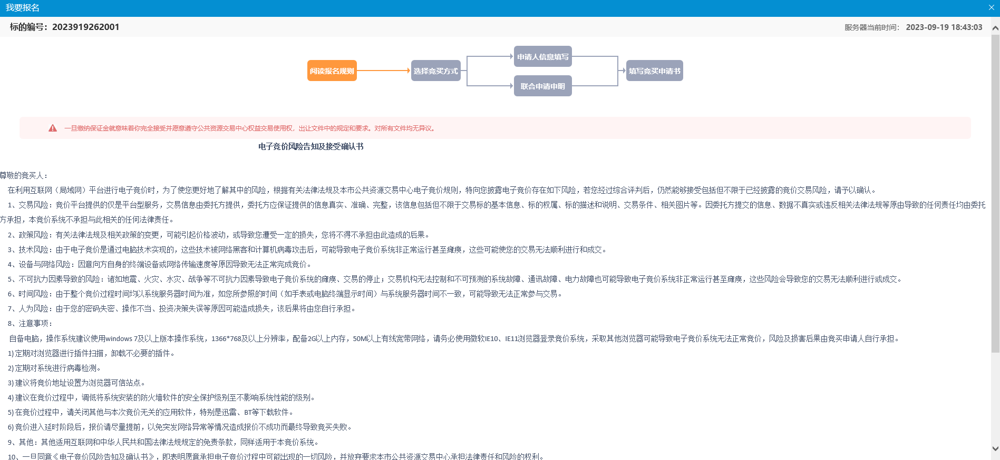 我要报名
标的编号：2023919262001
服务器当前时间： 2023-09-19 18:43:03
阅读报名规则
选择竞买方式
申请人信息填写
联合申请申明
填写竞买申请书
一旦缴纳保证金就意味着你完全接受并愿意遵守公共资源交易中心权益交易使用权，出让文件中的规定和要求。对所有文件均无异议。
电子竞价风险告知及接受确认书
尊敬的竞买人：
在利用互联网（局域网）平台进行电子竞价时，为了使您更好地了解其中的风险，根据有关法律法规及本市公共资源交易中心电子竞价规则，特向您披露电子竞价存在如下风险，若您经过综合评判后，仍然能够接受包括但不限于已经披露的竞价交易风险，请予以确认。
1、交易风险：竞价平台提供的仅是平台型服务，交易信息由委托方提供，委托方应保证提供的信息真实、准确、完整，该信息包括但不限于交易标的基本信息、标的权属、标的描述和说明、交易条件、相关图片等。因委托方提交的信息、数据不真实或违反相关法律法规等原由导致的任何责任均由委托
方承担，本竞价系统不承担与此相关的任何法律责任。
2、政策风险：有关法律法规及相关政策的变更，可能引起价格波动，或导致您遭受一定的损失，您将不得不承担由此造成的后果。
3、技术风险：由于电子竞价是通过电脑技术实现的，这些技术被网络黑客和计算机病毒攻击后，可能导致电子竞价系统非正常运行甚至瘫痪，这些可能使您的交易无法顺利进行和成交。
4、设备与网络风险：因意向方自身的终端设备或网络传输速度等原因导致无法正常完成竞价。
5、不可抗力因素导致的风险：诸如地震、火灾、水灾、战争等不可抗力因素导致电子竞价系统的瘫痪、交易的停止；交易机构无法控制和不可预测的系统故障、通讯故障、电力故障也可能导致电子竞价系统非正常运行甚至瘫痪，这些风险会导致您的交易无法顺利进行或成交。
6、时间风险：由于整个竞价过程时间均以系统服务器时间为准，如您所参照的时间（如手表或电脑终端显示时间）与系统服务器时间不一致，可能导致无法正常参与交易。
7、人为风险：由于您的密码失密、操作不当、投资决策失误等原因可能造成损失，该后果将由您自行承担。
8、注意事项：
自备电脑，操作系统建议使用windows 7及以上版本操作系统，1366*768及以上分辨率，配备2G以上内存，50M以上有线宽带网络，请务必使用微软IE10、IE11浏览器登录竞价系统，采取其他浏览器可能导致电子竞价系统无法正常竞价，风险及损害后果由竞买申请人自行承担。
1) 定期对浏览器进行插件扫描，卸载不必要的插件。
2) 定期对系统进行病毒检测。
3) 建议将竞价地址设置为浏览器可信站点。
4) 建议在竞价过程中，调低将系统安装的防火墙软件的安全保护级别至不影响系统性能的级别。
5) 在竞价过程中，请关闭其他与本次竞价无关的应用软件，特别是迅雷、BT等下载软件。
6) 竞价进入延时阶段后，报价请尽量提前，以免突发网络异常等情况造成报价不成功而最终导致竞买失败。
9、其他：其他适用互联网和中华人民共和国法律法规规定的免责条款，同样适用于本竞价系统。
10、一旦同意《电子竞价风险告知及确认书》，即表明愿意承担电子竞价过程中可能出现的一切风险，并放弃要求本市公共资源交易中心承担法律责任和风险的权利。